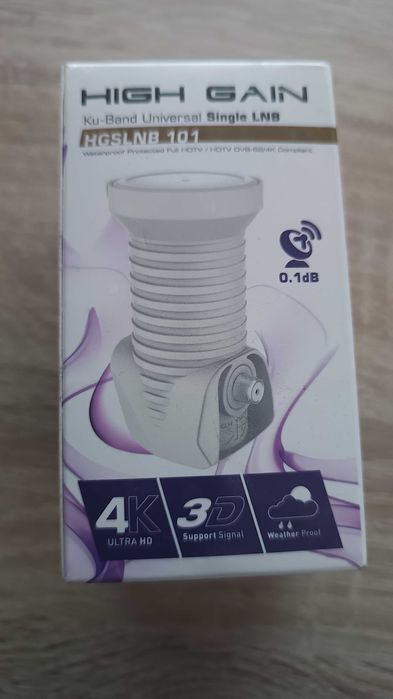 HIGH GAIN
Ku-Band Universal Single LNB
HGSLNB 101
Waterproof Protected Full HDTV / HDTV DVB-S2/4K Compliant
0.1dB
4K
ULTRA HD
3D
Support Signal
Weather Proof